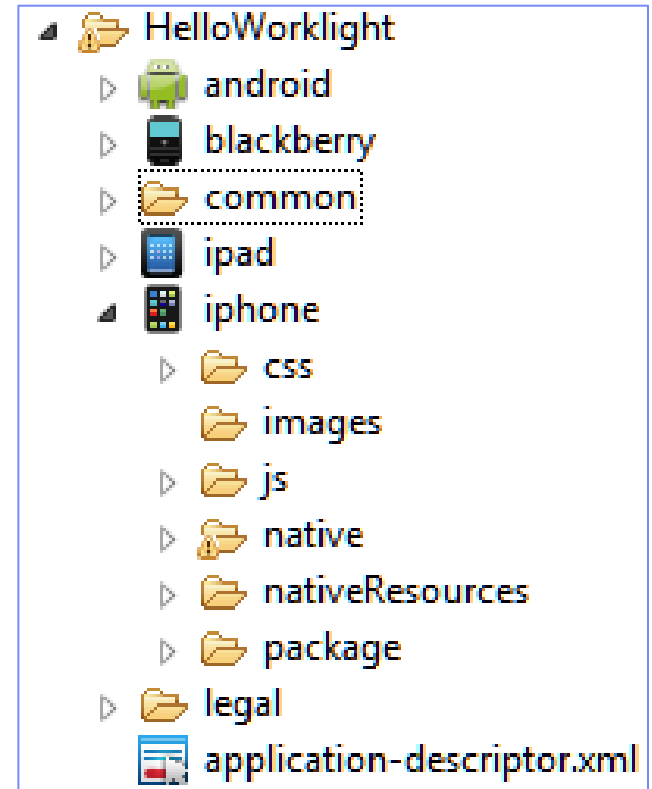 HelloWorklight
android
blackberry
common
ipad
iphone
css
images
js
native
nativeResources
package
legal
application-descriptor.xml